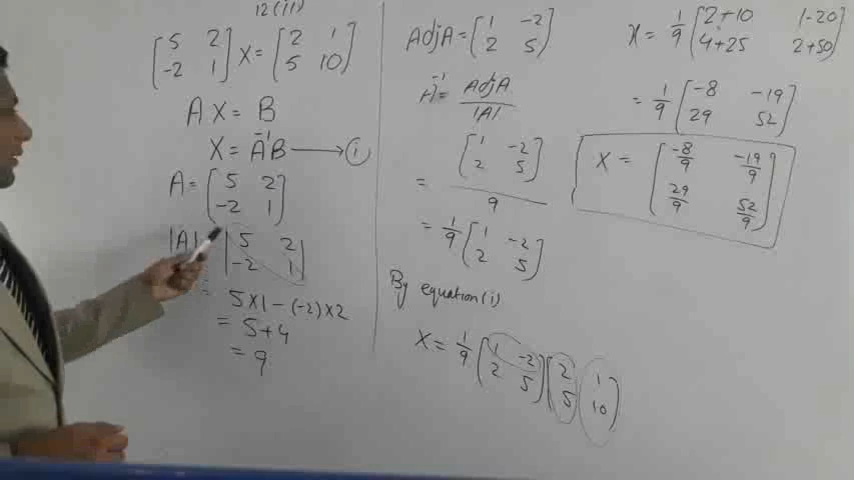 12(ii)
[5 2; -2 1] X = [2 1; 5 10]
A X = B
X = A⁻¹B ⟶ (i)
A = [5 2; -2 1]
|A| = |5 2; -2 1|
= 5×1-(-2)×2
= 5+4
= 9
AdjA = [1 -2; 2 5]
A⁻¹ = AdjA/|A|
= [1 -2; 2 5]/9
= 1/9 [1 -2; 2 5]
By equation(i)
X = 1/9 [1 -2; 2 5] [2 1; 5 10]
X = 1/9 [2+10 1-20; 4+25 2+50]
= 1/9 [-8 -19; 29 52]
X = [-8/9 -19/9; 29/9 52/9]